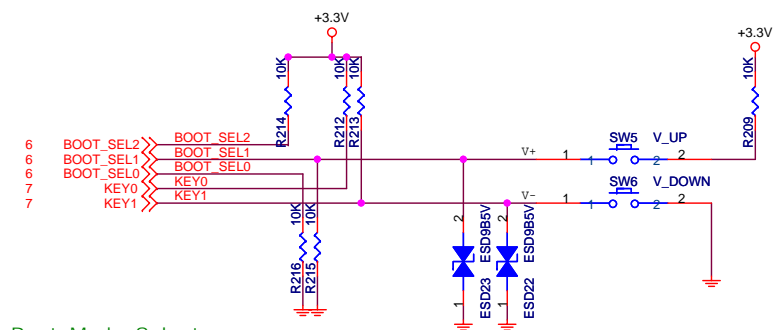 +3.3V
+3.3V
10K
10K
10K
10K
R214
R212
R213
R209
6 BOOT_SEL2 BOOT_SEL2
6 BOOT_SEL1 BOOT_SEL1
6 BOOT_SEL0 BOOT_SEL0
7 KEY0 KEY0
7 KEY1 KEY1
V+ 1 1 SW5 V_UP 2 2
V- 1 1 SW6 V_DOWN 2 2
10K
10K
R216
R215
2 ESD9B5V
1 ESD23
2 ESD9B5V
1 ESD22